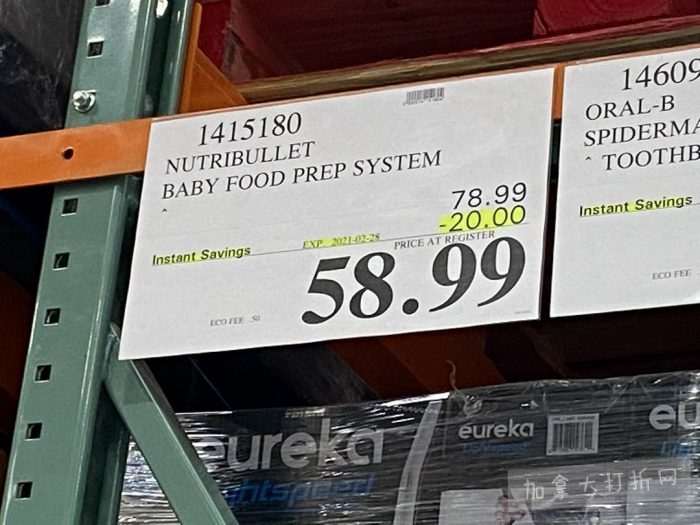 1415180
NUTRIBULLET
BABY FOOD PREP SYSTEM
^
78.99
-20.00
Instant Savings
EXP. 2021-02-28
PRICE AT REGISTER
58.99
ECO FEE .50
14609
ORAL-B
SPIDERMA
^ TOOTHB
Instant Savings
ECO FEE
eureka
lightspeed
eureka
eu
加拿大打折网